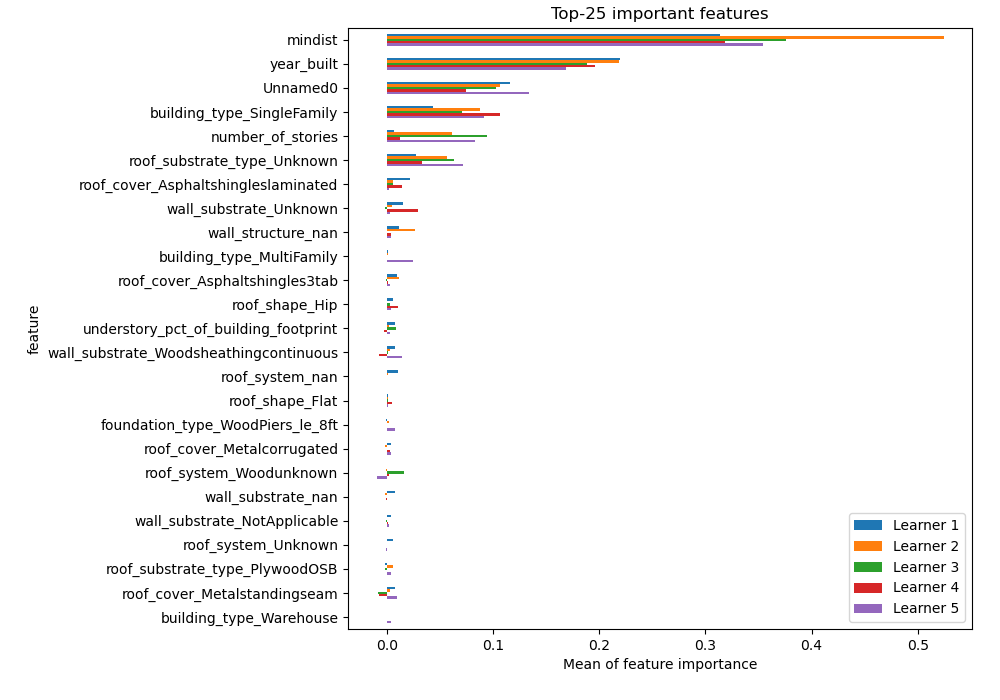 Top-25 important features
mindist
year_built
Unnamed0
building_type_SingleFamily
number_of_stories
roof_substrate_type_Unknown
roof_cover_Asphaltshingleslaminated
wall_substrate_Unknown
wall_structure_nan
building_type_MultiFamily
roof_cover_Asphaltshingles3tab
roof_shape_Hip
understory_pct_of_building_footprint
wall_substrate_Woodsheathingcontinuous
roof_system_nan
roof_shape_Flat
foundation_type_WoodPiers_le_8ft
roof_cover_Metalcorrugated
roof_system_Woodunknown
wall_substrate_nan
wall_substrate_NotApplicable
roof_system_Unknown
roof_substrate_type_PlywoodOSB
roof_cover_Metalstandingseam
building_type_Warehouse
feature
Learner 1
Learner 2
Learner 3
Learner 4
Learner 5
0.0 0.1 0.2 0.3 0.4 0.5
Mean of feature importance